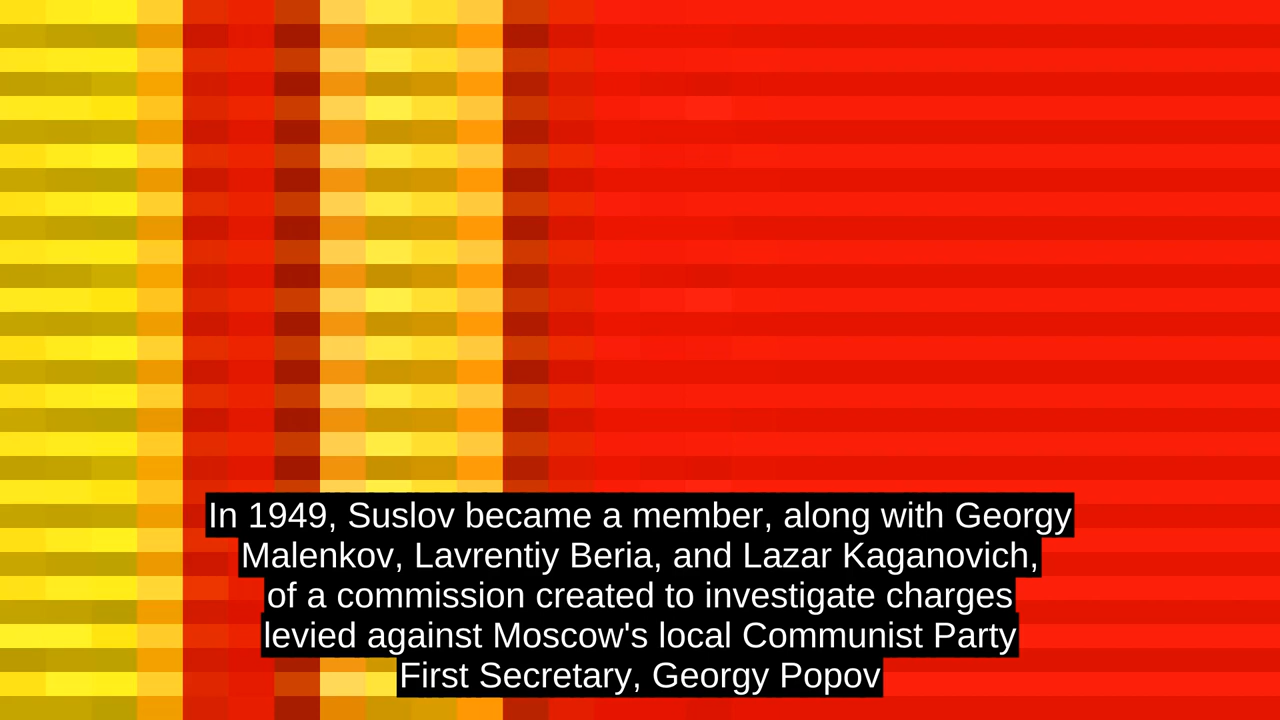 In 1949, Suslov became a member, along with Georgy
Malenkov, Lavrentiy Beria, and Lazar Kaganovich,
of a commission created to investigate charges
levied against Moscow's local Communist Party
First Secretary, Georgy Popov